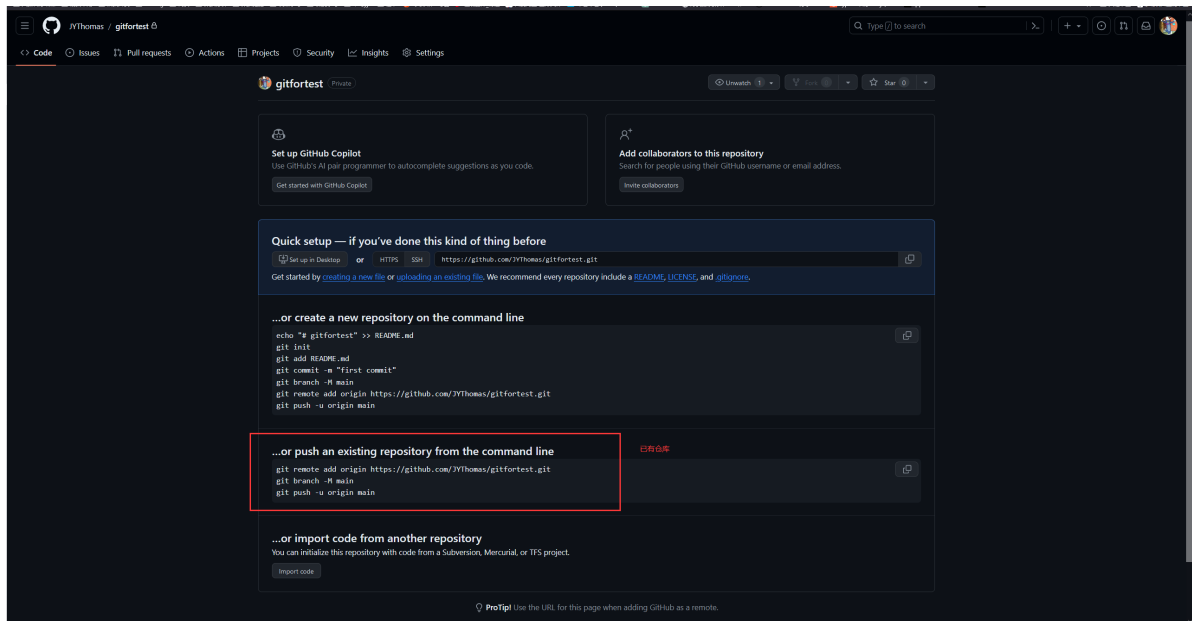 JYThomas / gitfortest
Type / to search
Code Issues Pull requests Actions Projects Security Insights Settings
gitfortest Private
Unwatch 1 Fork Star 0
Set up GitHub Copilot
Use GitHub's AI pair programmer to autocomplete suggestions as you code.
Get started with GitHub Copilot
Add collaborators to this repository
Search for people using their GitHub username or email address.
Invite collaborators
Quick setup — if you've done this kind of thing before
Set up in Desktop or HTTPS SSH https://github.com/JYThomas/gitfortest.git
Get started by creating a new file or uploading an existing file. We recommend every repository include a README, LICENSE, and .gitignore.
...or create a new repository on the command line
echo "# gitfortest" >> README.md
git init
git add README.md
git commit -m "first commit"
git branch -M main
git remote add origin https://github.com/JYThomas/gitfortest.git
git push -u origin main
...or push an existing repository from the command line
已有仓库
git remote add origin https://github.com/JYThomas/gitfortest.git
git branch -M main
git push -u origin main
...or import code from another repository
You can initialize this repository with code from a Subversion, Mercurial, or TFS project.
Import code
ProTip! Use the URL for this page when adding GitHub as a remote.